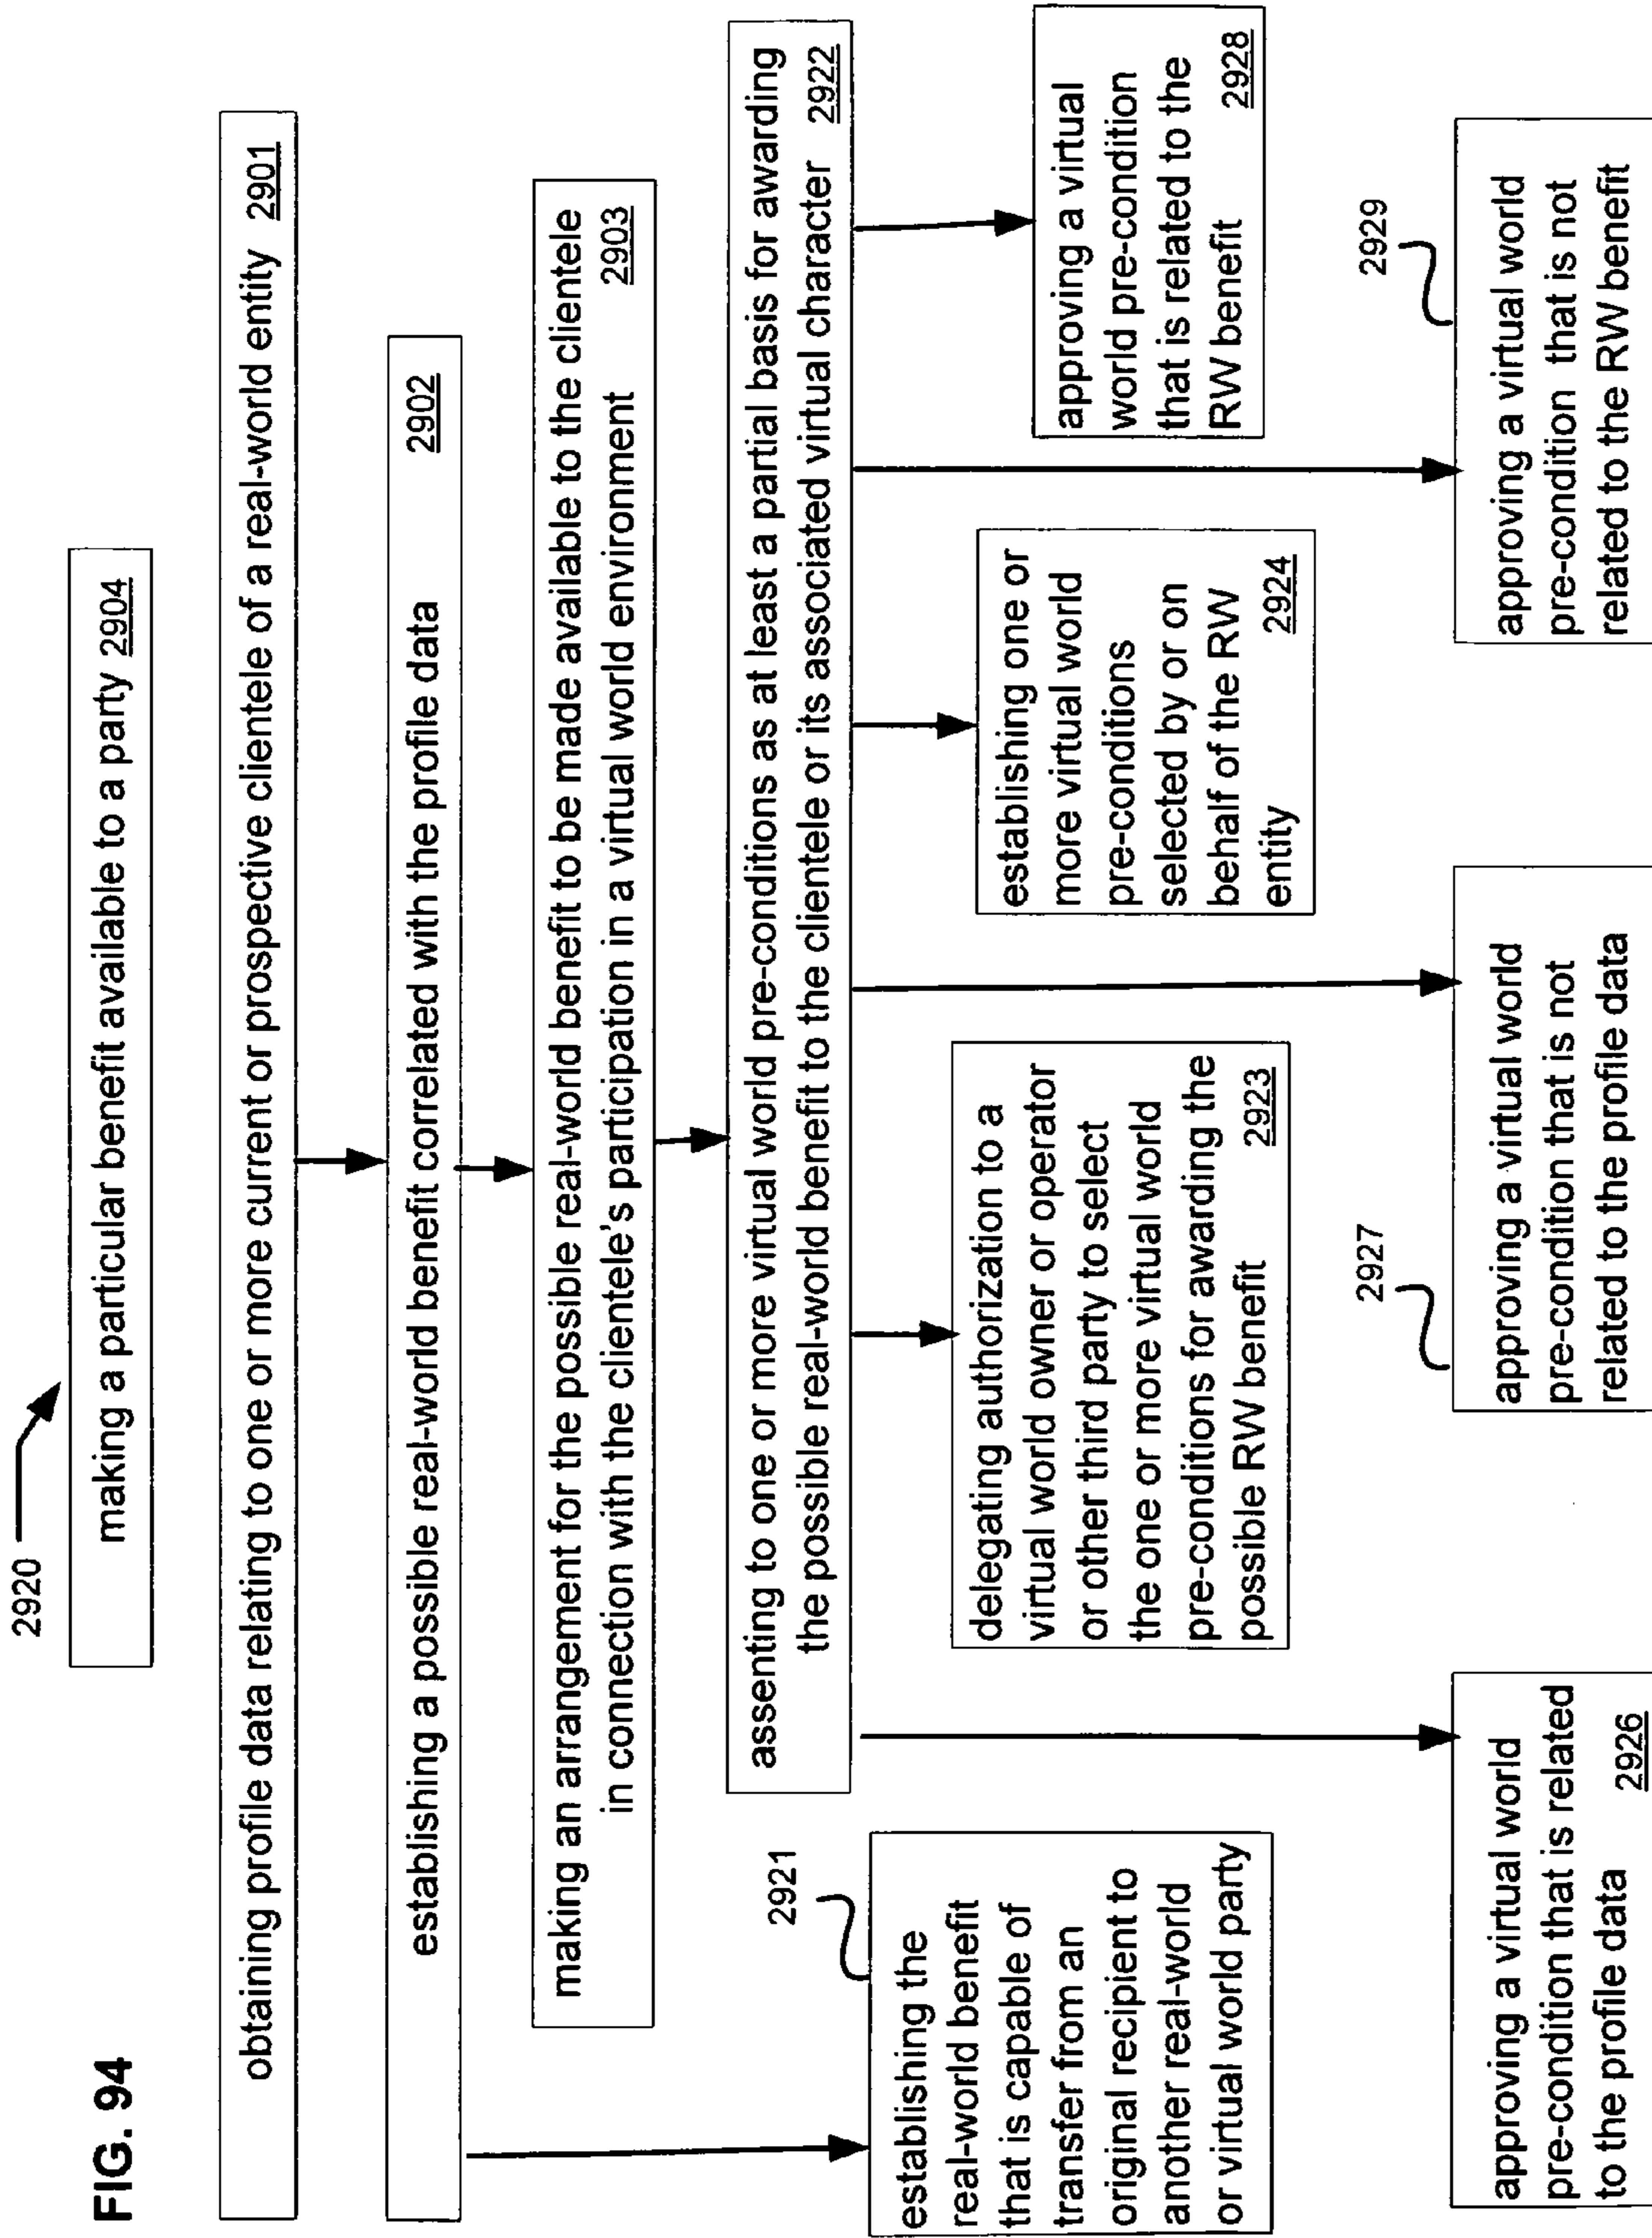 FIG. 94
2920
making a particular benefit available to a party 2904
obtaining profile data relating to one or more current or prospective clientele of a real-world entity 2901
establishing a possible real-world benefit correlated with the profile data 2902
making an arrangement for the possible real-world benefit to be made available to the clientele
in connection with the clientele's participation in a virtual world environment 2903
assenting to one or more virtual world pre-conditions as at least a partial basis for awarding
the possible real-world benefit to the clientele or its associated virtual character 2922
2921
establishing the
real-world benefit
that is capable of
transfer from an
original recipient to
another real-world
or virtual world party
delegating authorization to a
virtual world owner or operator
or other third party to select
the one or more virtual world
pre-conditions for awarding the
possible RW benefit 2923
establishing one or
more virtual world
pre-conditions
selected by or on
behalf of the RW
entity 2924
approving a virtual
world pre-condition
that is related to the
RW benefit 2928
approving a virtual world
pre-condition that is related
to the profile data 2926
2927
approving a virtual world
pre-condition that is not
related to the profile data
2929
approving a virtual world
pre-condition that is not
related to the RW benefit